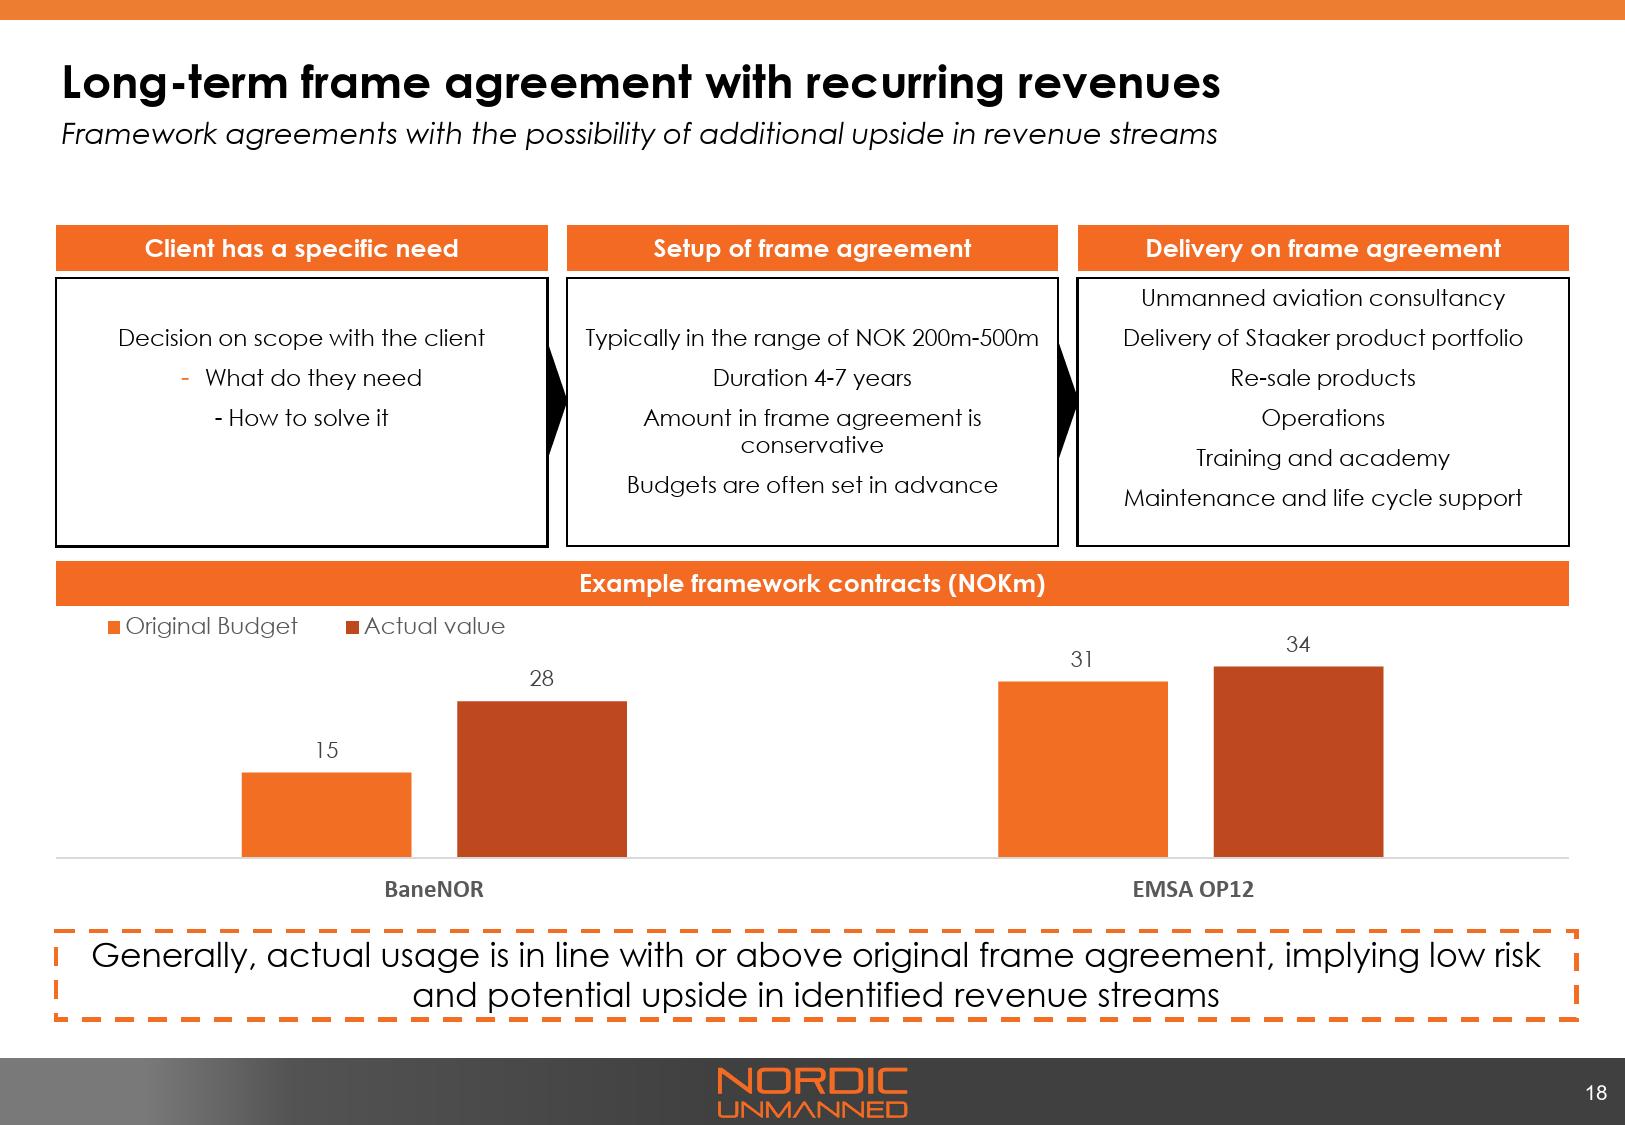 Long-term frame agreement with recurring revenues
Framework agreements with the possibility of additional upside in revenue streams
Client has a specific need
Decision on scope with the client
- What do they need
- How to solve it
Setup of frame agreement
Typically in the range of NOK 200m-500m
Duration 4-7 years
Amount in frame agreement is
conservative
Budgets are often set in advance
Delivery on frame agreement
Unmanned aviation consultancy
Delivery of Staaker product portfolio
Re-sale products
Operations
Training and academy
Maintenance and life cycle support
Example framework contracts (NOKm)
Original Budget
Actual value
15
28
31
34
BaneNOR
EMSA OP12
Generally, actual usage is in line with or above original frame agreement, implying low risk
and potential upside in identified revenue streams
NORDIC
UNMANNED
18